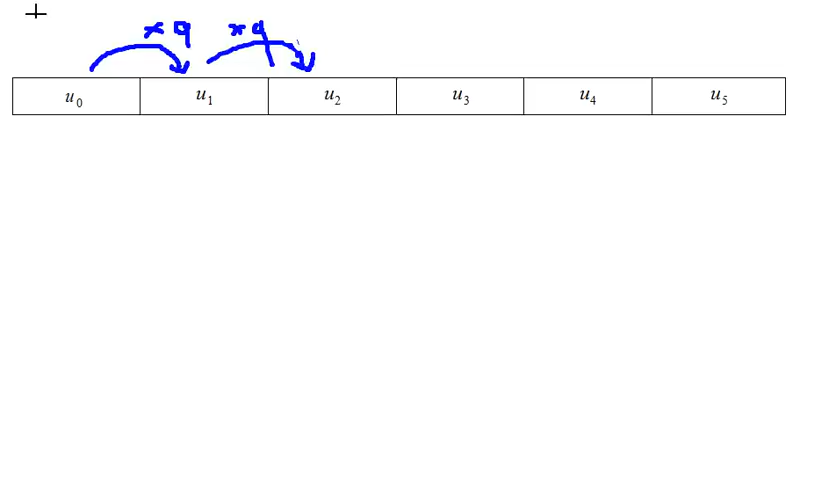 ×q ×q
u₀ u₁ u₂ u₃ u₄ u₅